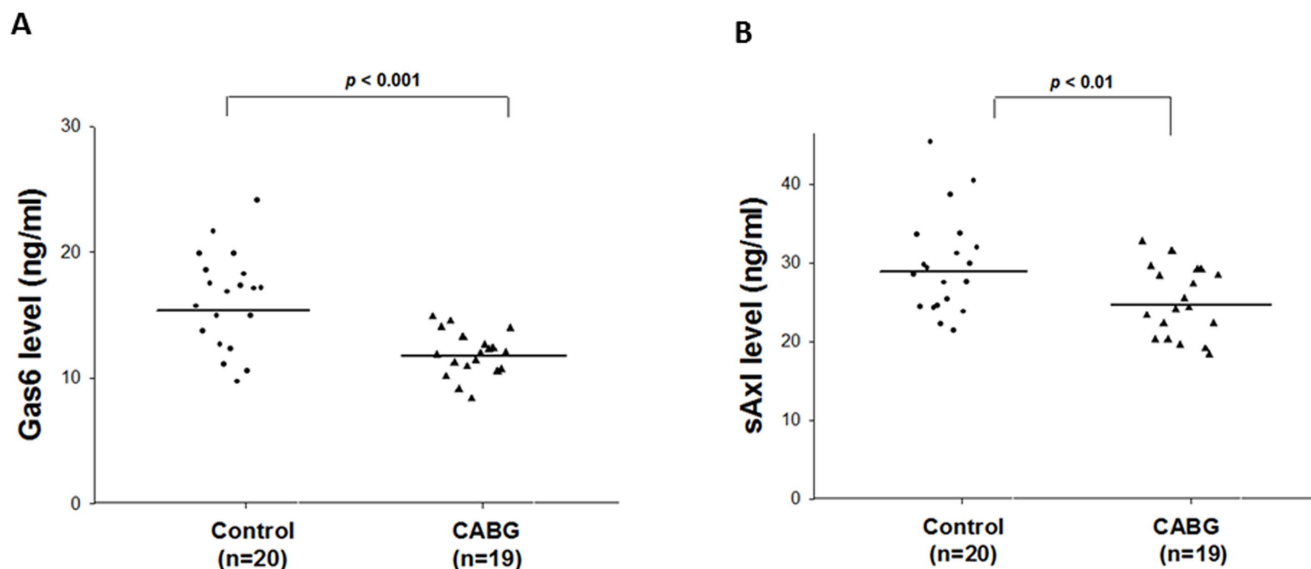 A
p < 0.001
30
20
10
0
Gas6 level (ng/ml)
Control
(n=20)
CABG
(n=19)
B
p < 0.01
40
30
20
10
0
sAxl level (ng/ml)
Control
(n=20)
CABG
(n=19)